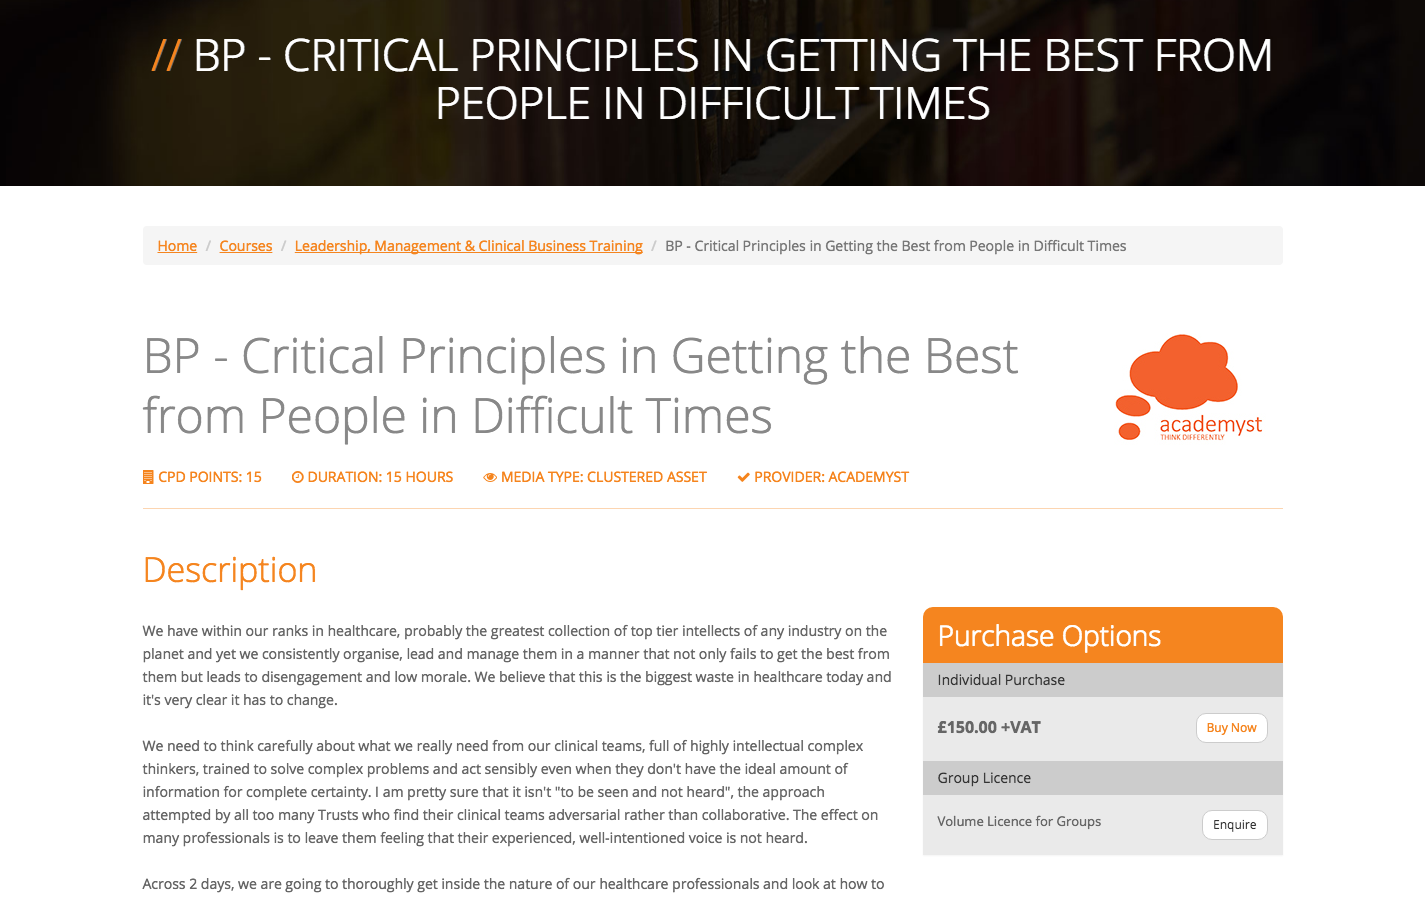 // BP - CRITICAL PRINCIPLES IN GETTING THE BEST FROM
PEOPLE IN DIFFICULT TIMES
Home / Courses / Leadership, Management & Clinical Business Training / BP - Critical Principles in Getting the Best from People in Difficult Times
BP - Critical Principles in Getting the Best
from People in Difficult Times
academyst
THINK DIFFERENTLY
CPD POINTS: 15 DURATION: 15 HOURS MEDIA TYPE: CLUSTERED ASSET PROVIDER: ACADEMYST
Description
We have within our ranks in healthcare, probably the greatest collection of top tier intellects of any industry on the
planet and yet we consistently organise, lead and manage them in a manner that not only fails to get the best from
them but leads to disengagement and low morale. We believe that this is the biggest waste in healthcare today and
it's very clear it has to change.
We need to think carefully about what we really need from our clinical teams, full of highly intellectual complex
thinkers, trained to solve complex problems and act sensibly even when they don't have the ideal amount of
information for complete certainty. I am pretty sure that it isn't "to be seen and not heard", the approach
attempted by all too many Trusts who find their clinical teams adversarial rather than collaborative. The effect on
many professionals is to leave them feeling that their experienced, well-intentioned voice is not heard.
Across 2 days, we are going to thoroughly get inside the nature of our healthcare professionals and look at how to
Purchase Options
Individual Purchase
£150.00 +VAT Buy Now
Group Licence
Volume Licence for Groups Enquire